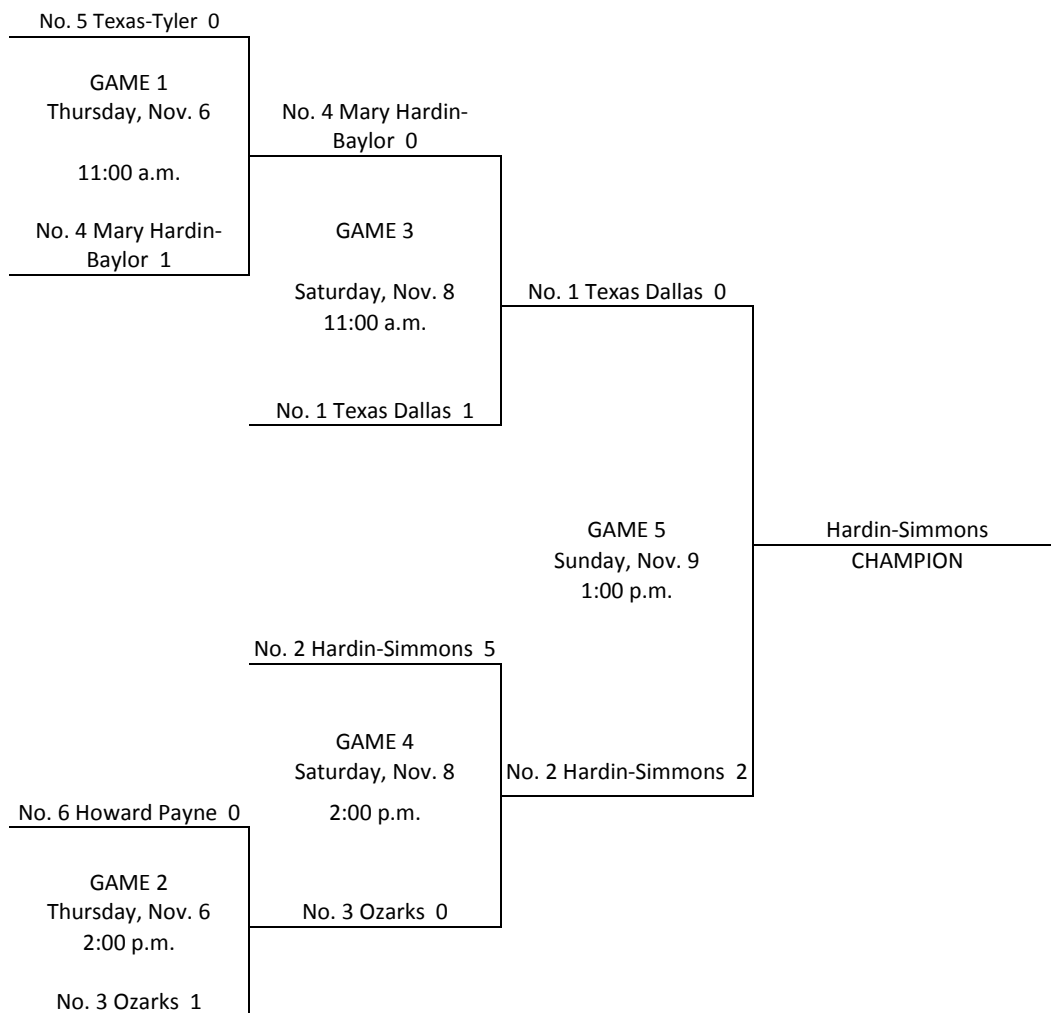 No. 5 Texas-Tyler 0
GAME 1
Thursday, Nov. 6
11:00 a.m.
No. 4 Mary Hardin-
Baylor 1
No. 4 Mary Hardin-
Baylor 0
GAME 3
Saturday, Nov. 8
11:00 a.m.
No. 1 Texas Dallas 1
No. 1 Texas Dallas 0
GAME 5
Sunday, Nov. 9
1:00 p.m.
Hardin-Simmons
CHAMPION
No. 2 Hardin-Simmons 5
GAME 4
Saturday, Nov. 8
2:00 p.m.
No. 2 Hardin-Simmons 2
No. 6 Howard Payne 0
GAME 2
Thursday, Nov. 6
2:00 p.m.
No. 3 Ozarks 0
No. 3 Ozarks 1